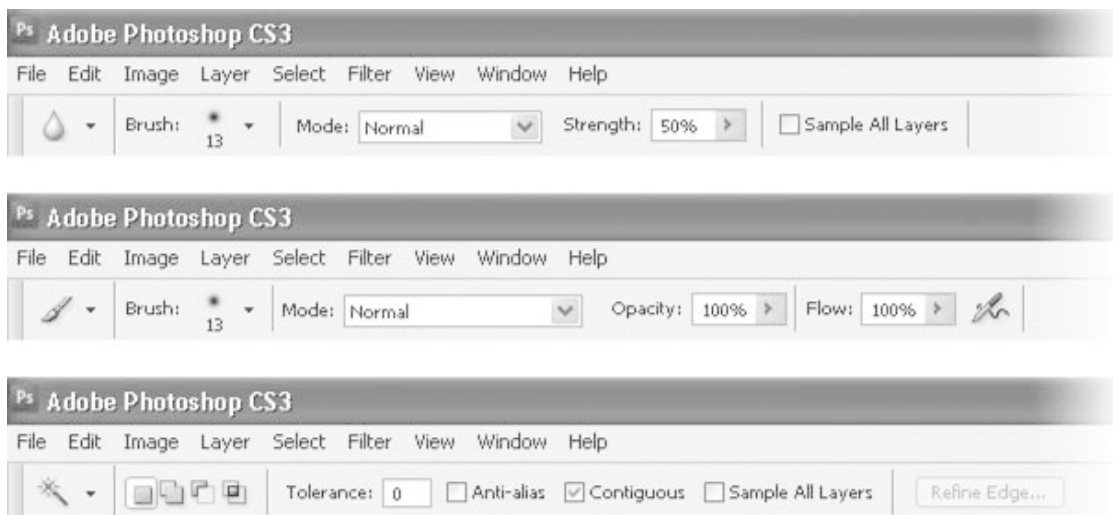 Ps Adobe Photoshop CS3
File Edit Image Layer Select Filter View Window Help
Brush: 13 Mode: Normal Strength: 50% Sample All Layers
Ps Adobe Photoshop CS3
File Edit Image Layer Select Filter View Window Help
Brush: 13 Mode: Normal Opacity: 100% Flow: 100%
Ps Adobe Photoshop CS3
File Edit Image Layer Select Filter View Window Help
Tolerance: 0 Anti-alias Contiguous Sample All Layers Refine Edge...